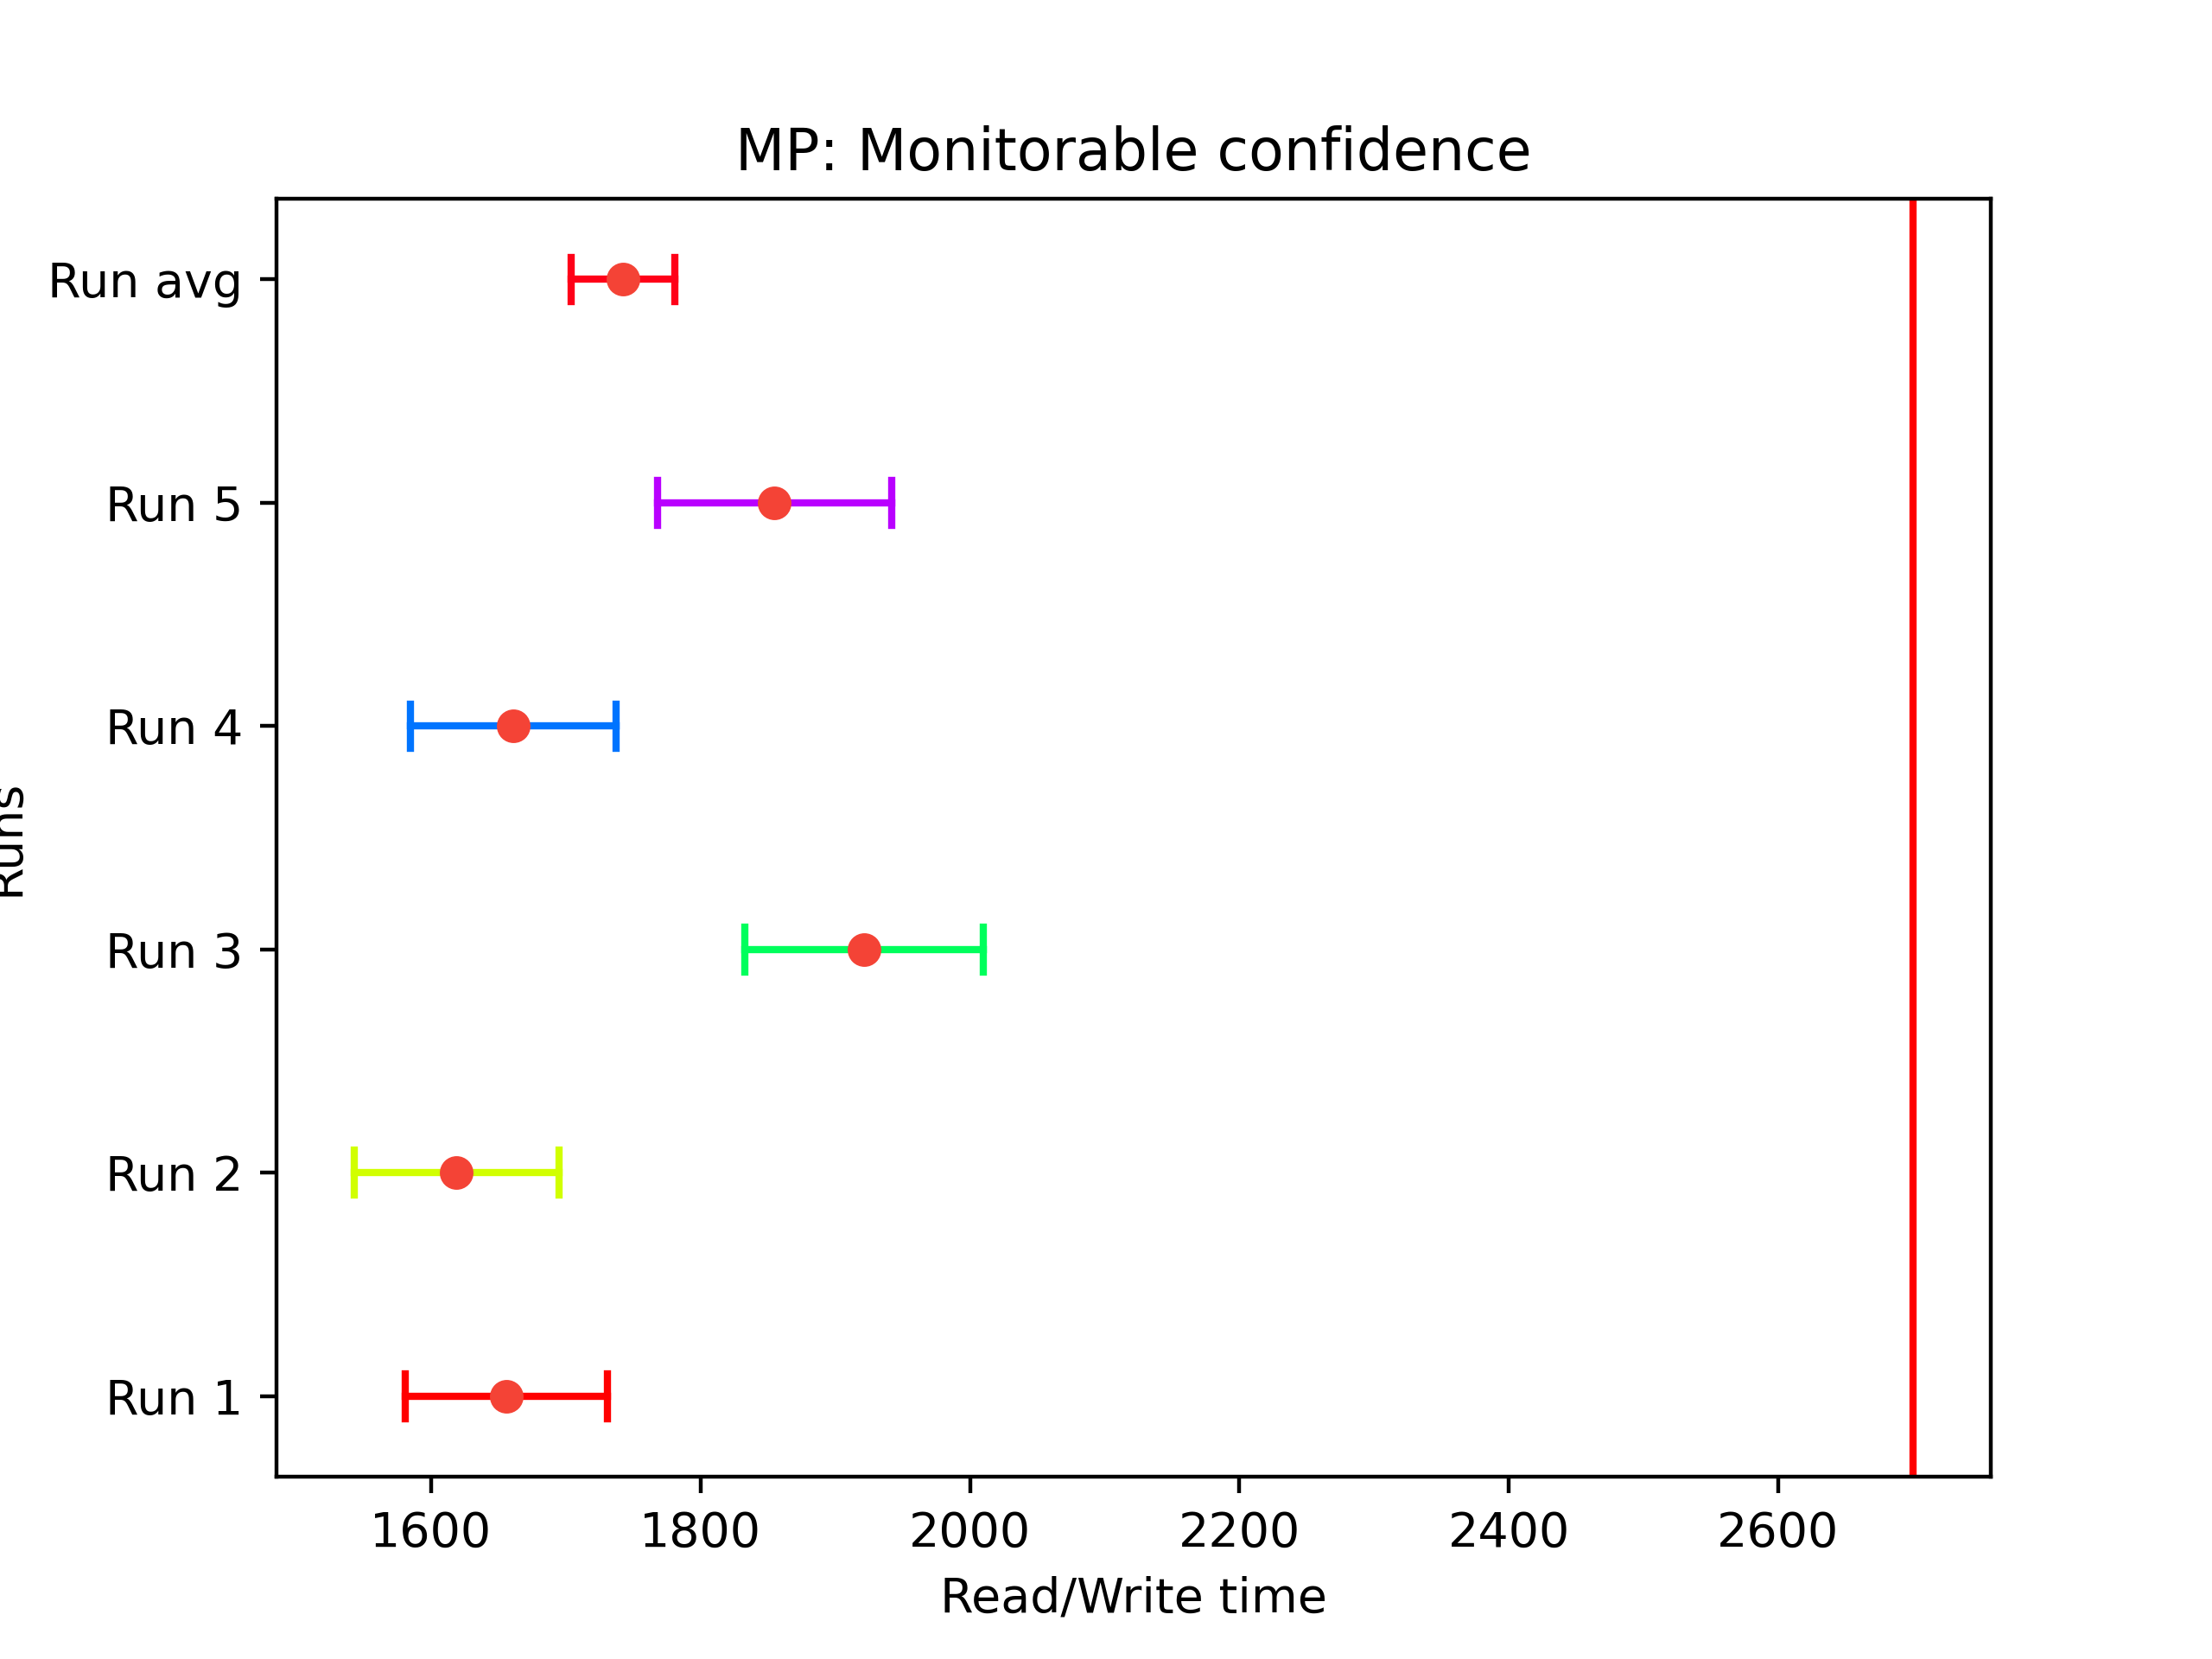 MP: Monitorable confidence
Run avg
Run 5
Run 4
Run 3
Run 2
Run 1
Runs
1600 1800 2000 2200 2400 2600
Read/Write time